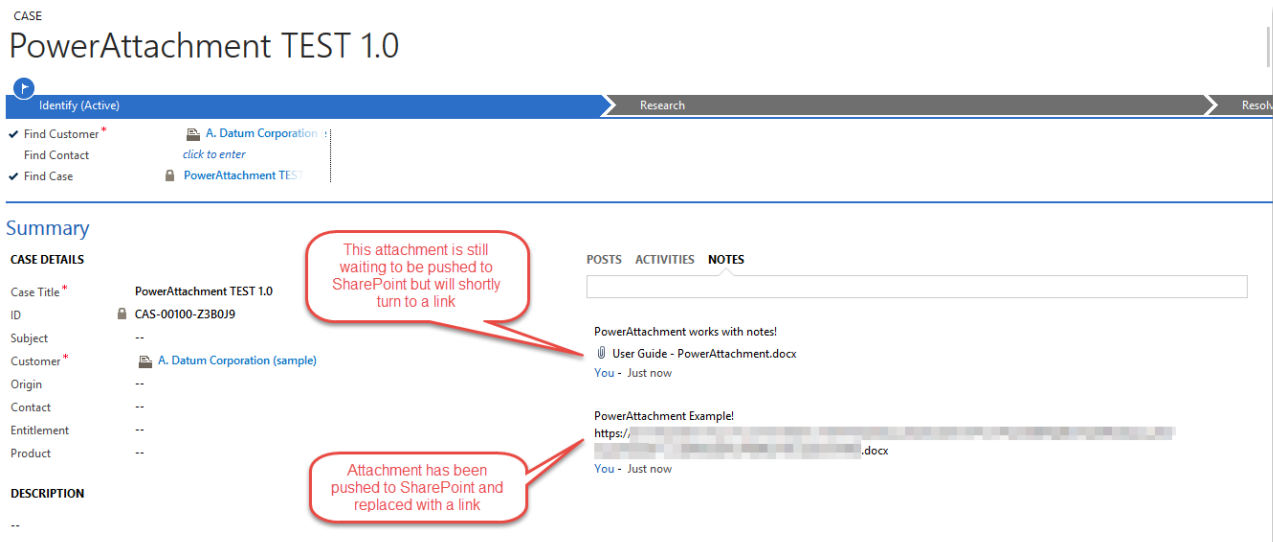 CASE
PowerAttachment TEST 1.0
Identify (Active)
Research
Resolv
Find Customer*
A. Datum Corporation (s
Find Contact
click to enter
Find Case
PowerAttachment TEST
Summary
CASE DETAILS
Case Title*
PowerAttachment TEST 1.0
ID
CAS-00100-Z3B0J9
Subject
--
Customer*
A. Datum Corporation (sample)
Origin
--
Contact
--
Entitlement
--
Product
--
DESCRIPTION
--
This attachment is still
waiting to be pushed to
SharePoint but will shortly
turn to a link
Attachment has been
pushed to SharePoint and
replaced with a link
POSTS ACTIVITIES NOTES
PowerAttachment works with notes!
User Guide - PowerAttachment.docx
You - Just now
PowerAttachment Example!
https://
.docx
You - Just now